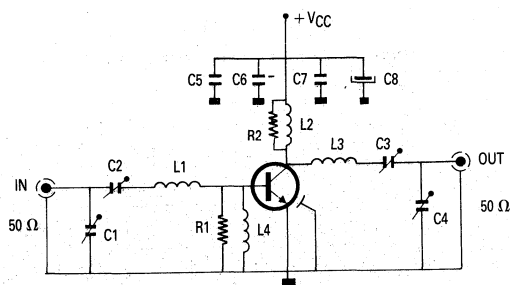 + VCC
C5 C6 C7 C8
R2 L2
L3 C3
OUT
C2 L1
IN
50 Ω C1 R1 L4 C4 50 Ω